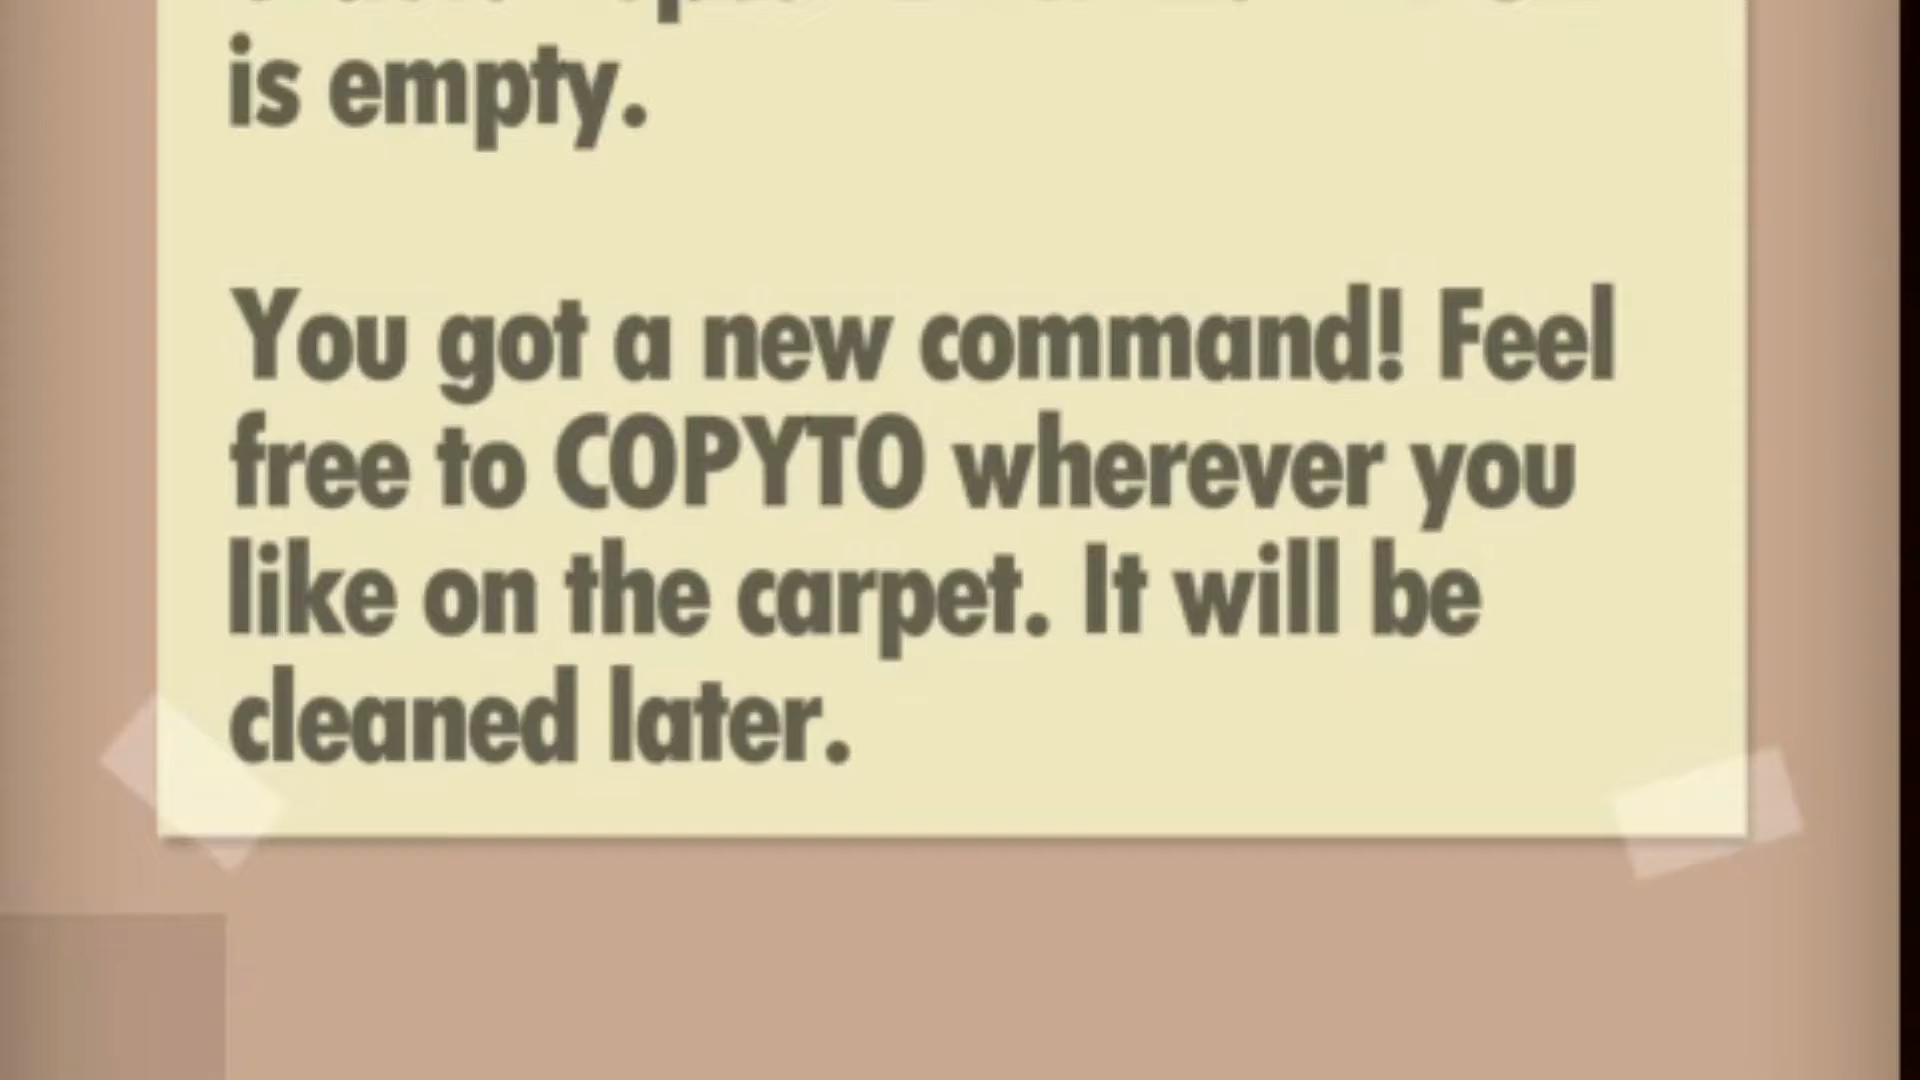 is empty.
You got a new command! Feel
free to COPYTO wherever you
like on the carpet. It will be
cleaned later.